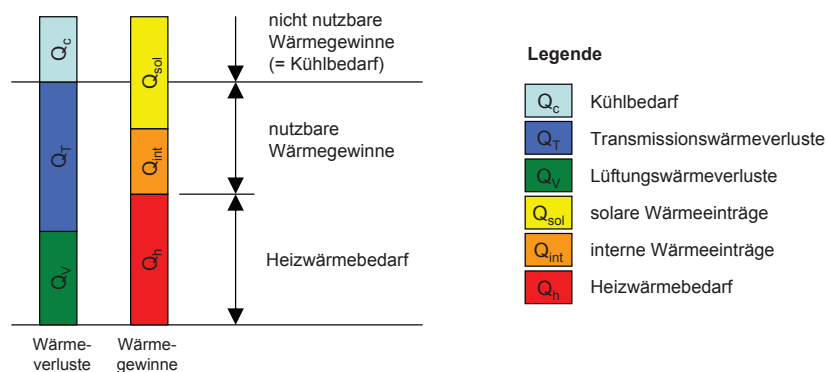 nicht nutzbare
Wärmegewinne
(= Kühlbedarf)
nutzbare
Wärmegewinne
Heizwärmebedarf
Q_c
Q_T
Q_V
Q_sol
Q_int
Q_h
Wärme-
verluste
Wärme-
gewinne
Legende
Q_c Kühlbedarf
Q_T Transmissionswärmeverluste
Q_V Lüftungswärmeverluste
Q_sol solare Wärmeeinträge
Q_int interne Wärmeeinträge
Q_h Heizwärmebedarf